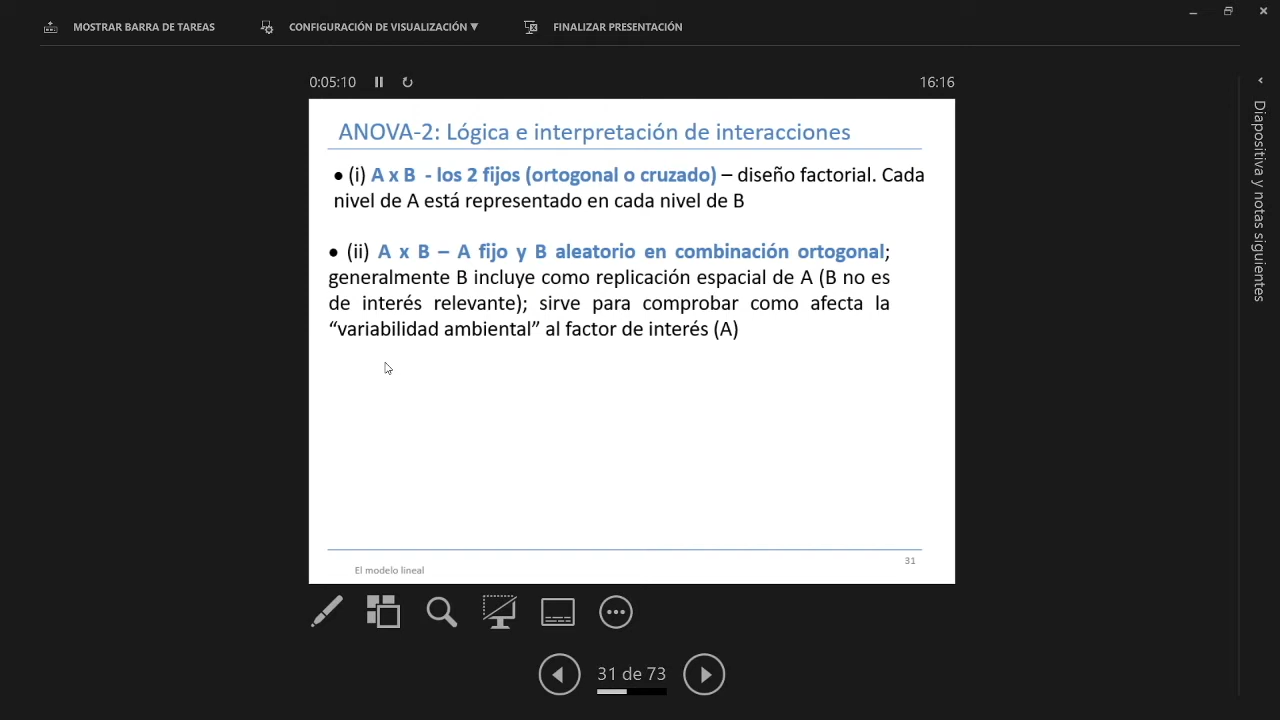 MOSTRAR BARRA DE TAREAS
CONFIGURACIÓN DE VISUALIZACIÓN ▼
FINALIZAR PRESENTACIÓN
0:05:10
16:16
ANOVA-2: Lógica e interpretación de interacciones
• (i) A x B - los 2 fijos (ortogonal o cruzado) – diseño factorial. Cada
nivel de A está representado en cada nivel de B
• (ii) A x B – A fijo y B aleatorio en combinación ortogonal;
generalmente B incluye como replicación espacial de A (B no es
de interés relevante); sirve para comprobar como afecta la
“variabilidad ambiental” al factor de interés (A)
El modelo lineal
31
31 de 73
Diapositiva y notas siguientes